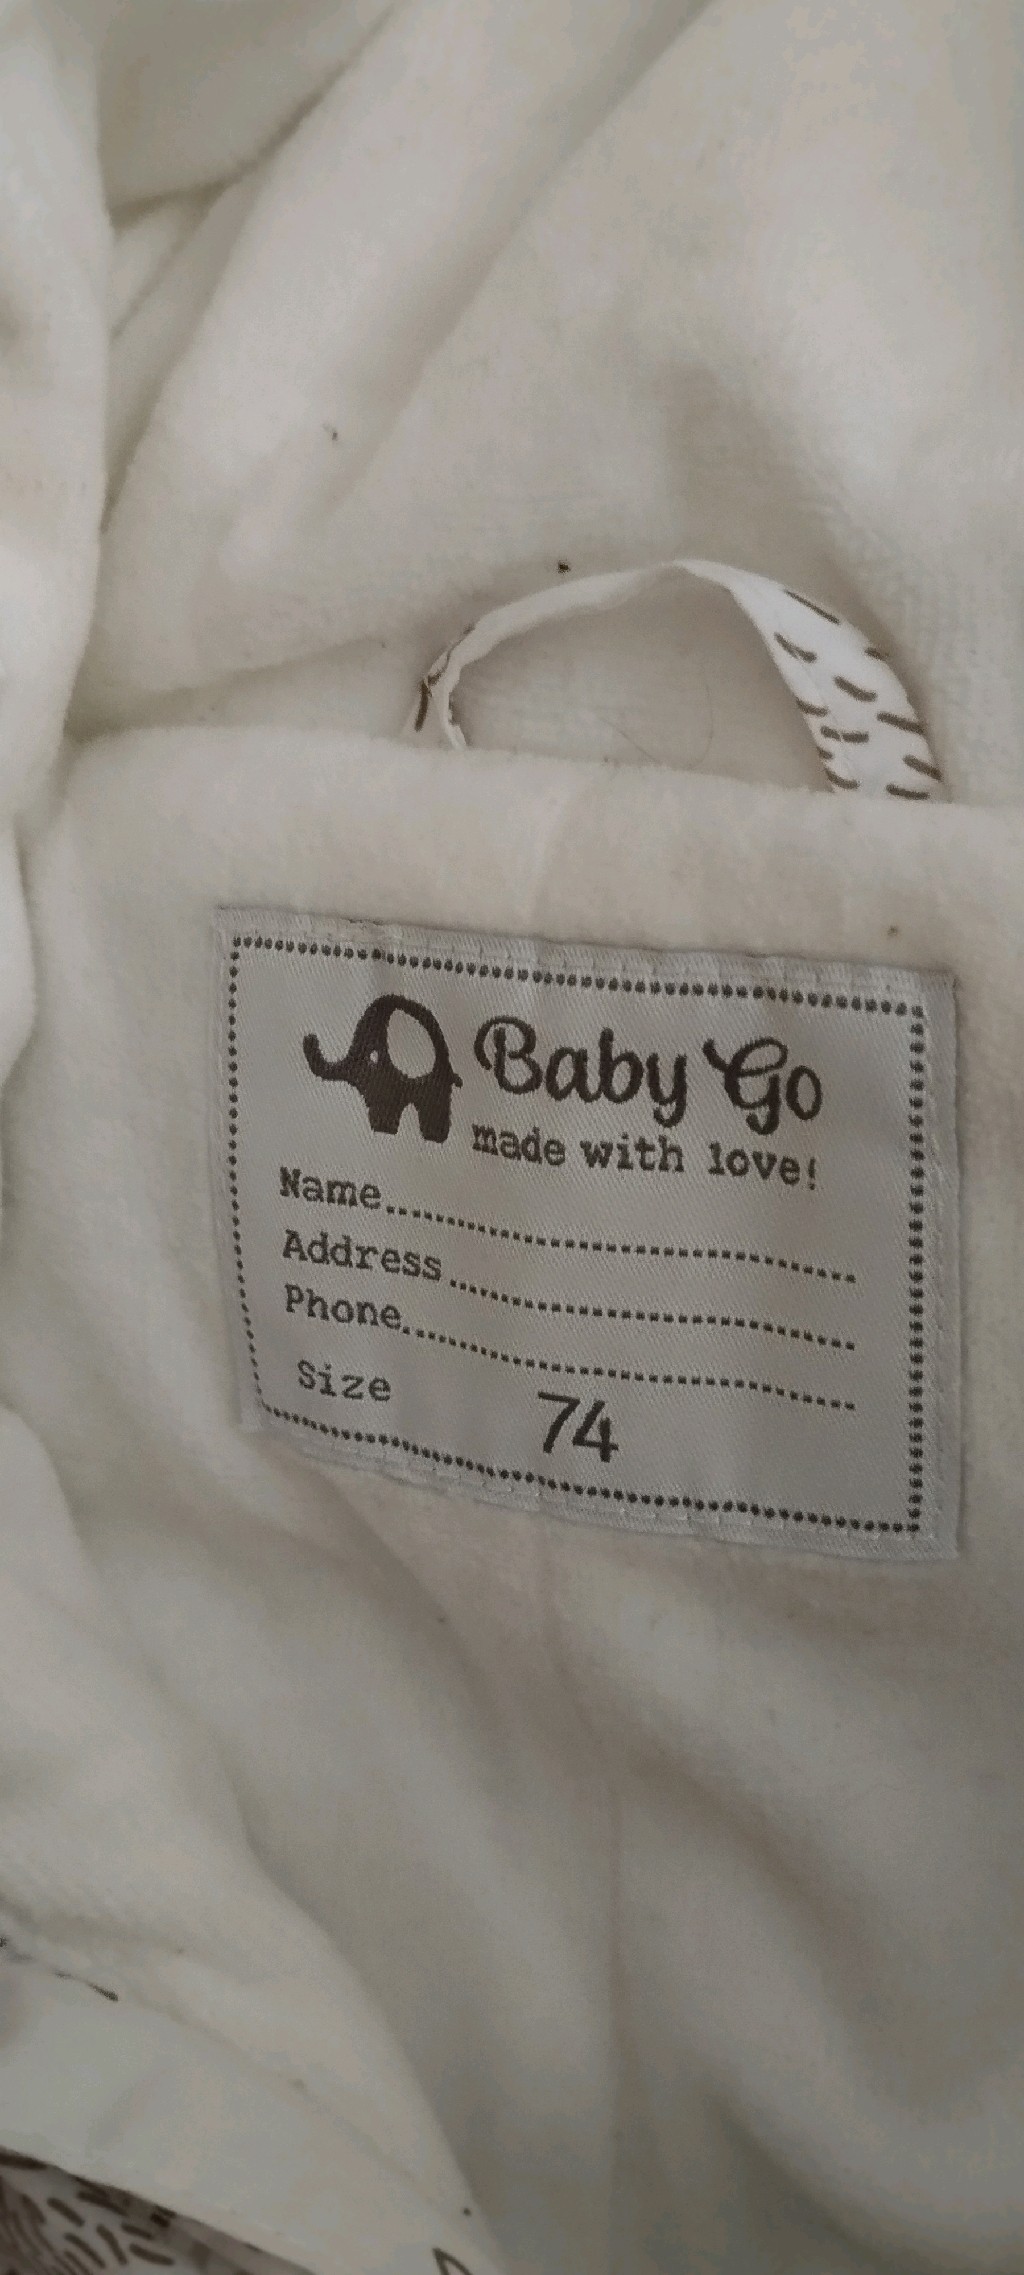 Baby Go
made with love!
Name
Address
Phone
Size 74